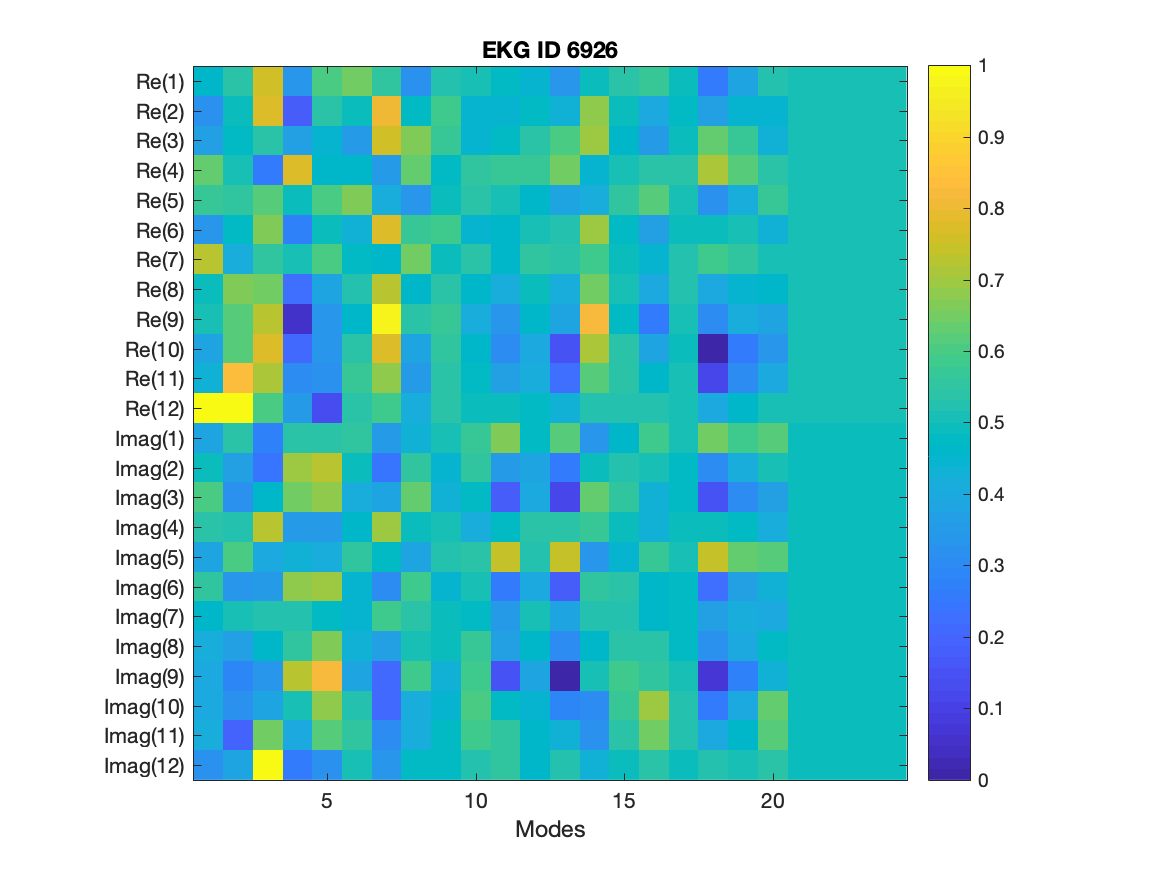 EKG ID 6926
Re(1)
Re(2)
Re(3)
Re(4)
Re(5)
Re(6)
Re(7)
Re(8)
Re(9)
Re(10)
Re(11)
Re(12)
Imag(1)
Imag(2)
Imag(3)
Imag(4)
Imag(5)
Imag(6)
Imag(7)
Imag(8)
Imag(9)
Imag(10)
Imag(11)
Imag(12)
5 10 15 20
Modes
1
0.9
0.8
0.7
0.6
0.5
0.4
0.3
0.2
0.1
0